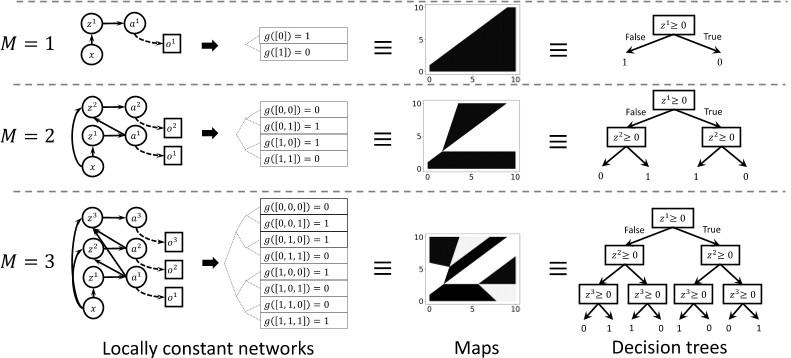 M = 1
z¹ a¹
o¹
x
g([0]) = 1
g([1]) = 0
≡
10
0
0 10
≡
z¹ ≥ 0
False True
1 0
M = 2
z² a²
o²
z¹ a¹
o¹
x
g([0,0]) = 0
g([0,1]) = 1
g([1,0]) = 1
g([1,1]) = 0
≡
10
5
0
0 5 10
≡
z¹ ≥ 0
False True
z² ≥ 0 z² ≥ 0
0 1 1 0
M = 3
z³ a³
o³
z² a²
o²
z¹ a¹
o¹
x
g([0,0,0]) = 0
g([0,0,1]) = 1
g([0,1,0]) = 1
g([0,1,1]) = 0
g([1,0,0]) = 1
g([1,0,1]) = 0
g([1,1,0]) = 0
g([1,1,1]) = 1
≡
10
5
0
0 5 10
≡
z¹ ≥ 0
False True
z² ≥ 0 z² ≥ 0
z³ ≥ 0 z³ ≥ 0 z³ ≥ 0 z³ ≥ 0
0 1 1 0 1 0 0 1
Locally constant networks Maps Decision trees